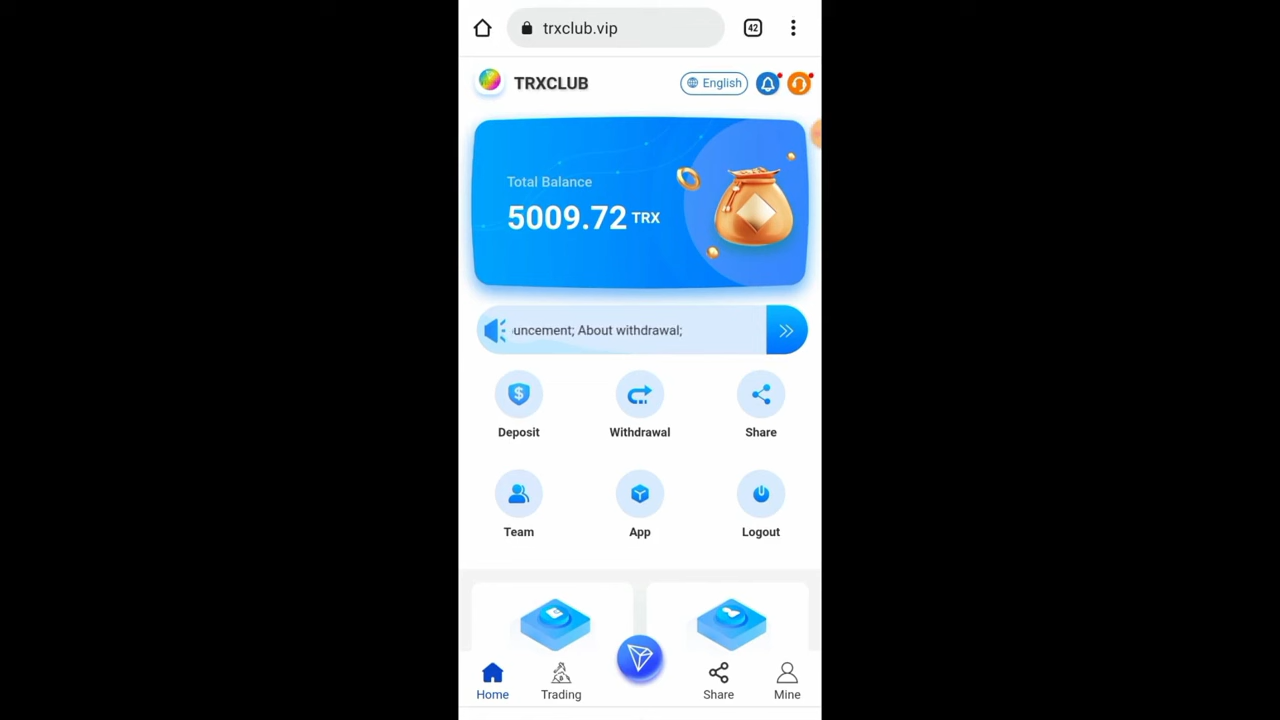 trxclub.vip
42
TRXCLUB
English
Total Balance
5009.72 TRX
uncement; About withdrawal;
Deposit
Withdrawal
Share
Team
App
Logout
Home
Trading
Share
Mine